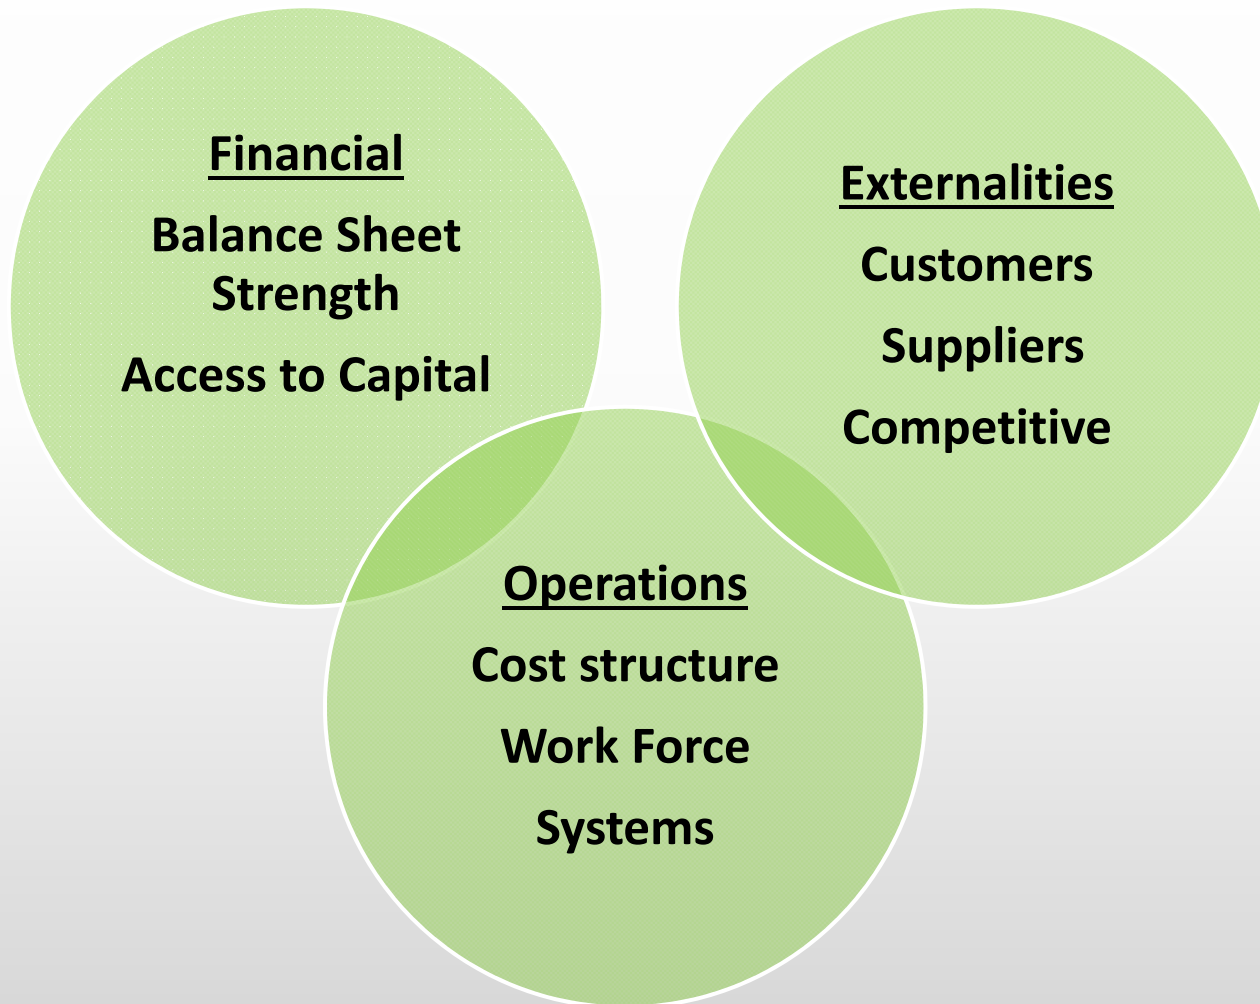 Financial
Balance Sheet
Strength
Access to Capital
Externalities
Customers
Suppliers
Competitive
Operations
Cost structure
Work Force
Systems